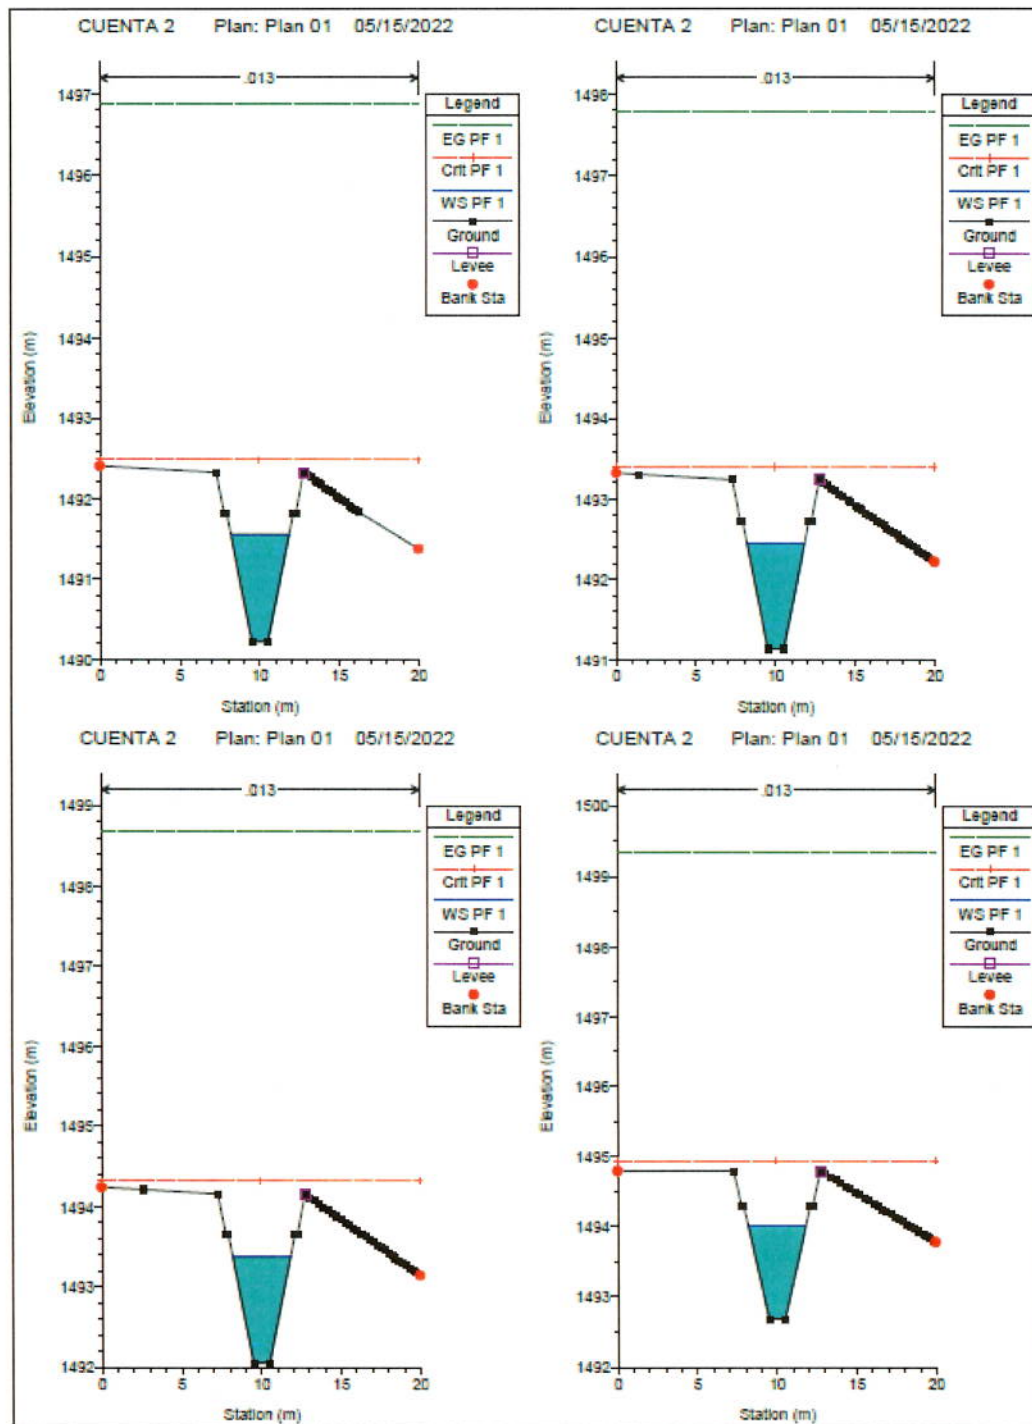 CUENTA 2 Plan: Plan 01 05/15/2022
.013
Legend
EG PF 1
Crit PF 1
WS PF 1
Ground
Levee
Bank Sta
1497
1496
1495
1494
1493
1492
1491
1490
Elevation (m)
0 5 10 15 20
Station (m)
CUENTA 2 Plan: Plan 01 05/15/2022
.013
Legend
EG PF 1
Crit PF 1
WS PF 1
Ground
Levee
Bank Sta
1498
1497
1496
1495
1494
1493
1492
1491
Elevation (m)
0 5 10 15 20
Station (m)
CUENTA 2 Plan: Plan 01 05/15/2022
.013
Legend
EG PF 1
Crit PF 1
WS PF 1
Ground
Levee
Bank Sta
1499
1498
1497
1496
1495
1494
1493
1492
Elevation (m)
0 5 10 15 20
Station (m)
CUENTA 2 Plan: Plan 01 05/15/2022
.013
Legend
EG PF 1
Crit PF 1
WS PF 1
Ground
Levee
Bank Sta
1500
1499
1498
1497
1496
1495
1494
1493
1492
Elevation (m)
0 5 10 15 20
Station (m)